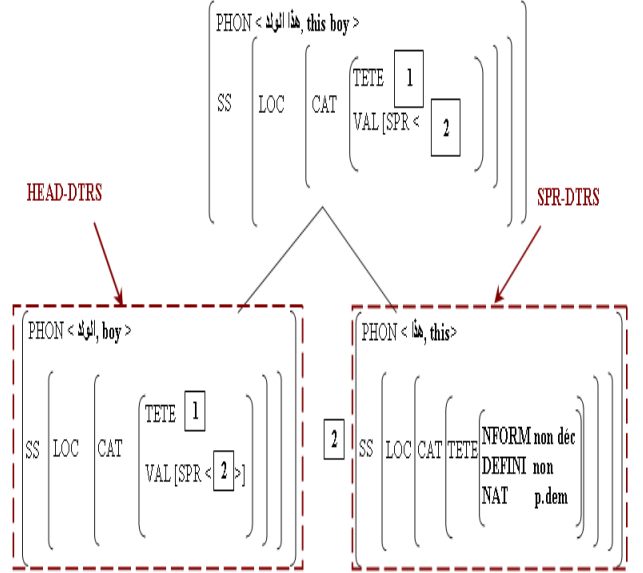 PHON < هذا الولد, this boy >
TETE 1
SS LOC CAT
VAL [SPR < 2
HEAD-DTRS
SPR-DTRS
PHON < الولد, boy >
TETE 1
SS LOC CAT
VAL [SPR < 2 >]
PHON < هذا, this>
2
SS LOC CAT TETE
NFORM non déc
DEFINI non
NAT p.dem